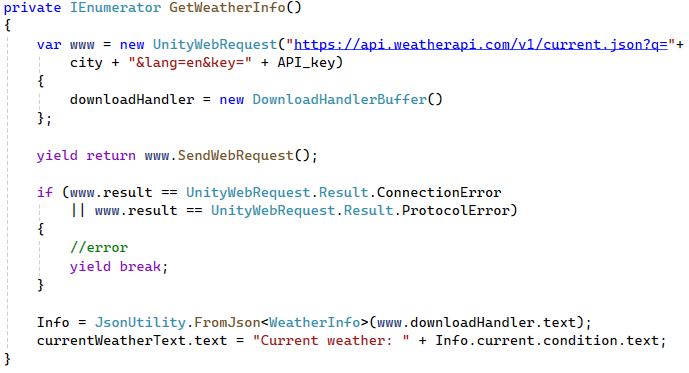 private IEnumerator GetWeatherInfo()
{
    var www = new UnityWebRequest("https://api.weatherapi.com/v1/current.json?q="+
        city + "&lang=en&key=" + API_key)
    {
        downloadHandler = new DownloadHandlerBuffer()
    };

    yield return www.SendWebRequest();

    if (www.result == UnityWebRequest.Result.ConnectionError
        || www.result == UnityWebRequest.Result.ProtocolError)
    {
        //error
        yield break;
    }

    Info = JsonUtility.FromJson<WeatherInfo>(www.downloadHandler.text);
    currentWeatherText.text = "Current weather: " + Info.current.condition.text;
}